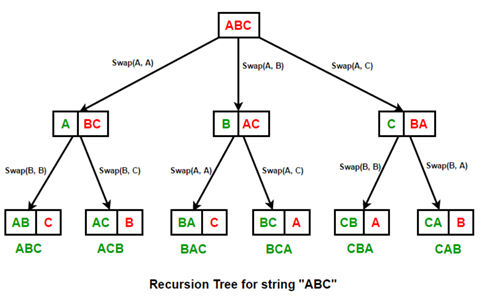 ABC
Swap(A, A)
Swap(A, B)
Swap(A, C)
A BC
B AC
C BA
Swap(B, B)
Swap(B, C)
Swap(A, A)
Swap(A, C)
Swap(B, B)
Swap(B, A)
AB C
AC B
BA C
BC A
CB A
CA B
ABC
ACB
BAC
BCA
CBA
CAB
Recursion Tree for string "ABC"